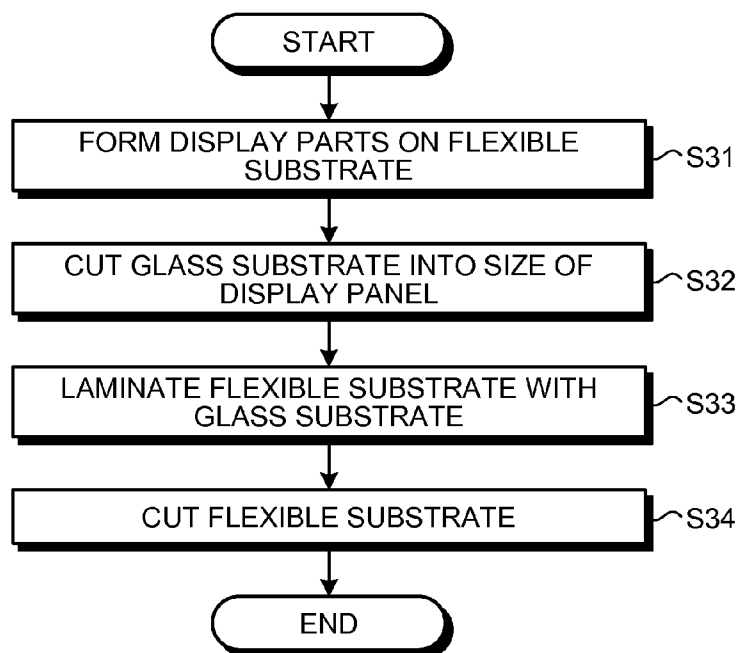 START
FORM DISPLAY PARTS ON FLEXIBLE
SUBSTRATE
S31
CUT GLASS SUBSTRATE INTO SIZE OF
DISPLAY PANEL
S32
LAMINATE FLEXIBLE SUBSTRATE WITH
GLASS SUBSTRATE
S33
CUT FLEXIBLE SUBSTRATE
S34
END